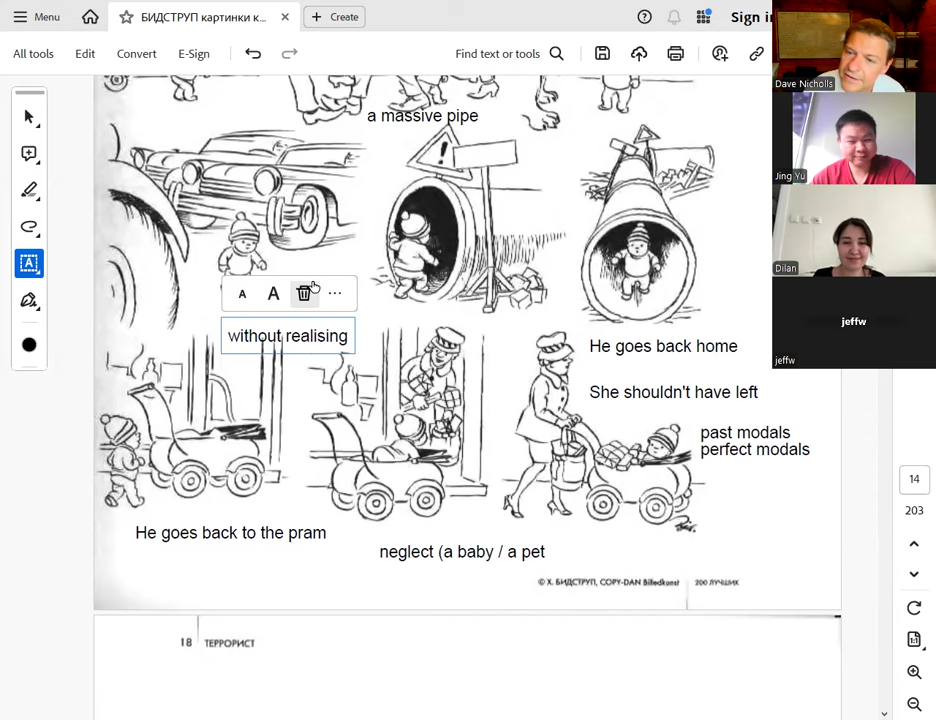 Menu
БИДСТРУП картинки к...
Create
Sign in
All tools
Edit
Convert
E-Sign
Find text or tools
Dave Nicholls
Jing Yu
Dilan
jeffw
jeffw
a massive pipe
!
A
A
...
without realising
He goes back home
She shouldn't have left
past modals
perfect modals
He goes back to the pram
neglect (a baby / a pet
© Х. БИДСТРУП, COPY-DAN Billedkunst
200 ЛУЧШИХ
18
ТЕРРОРИСТ
14
203
1:1